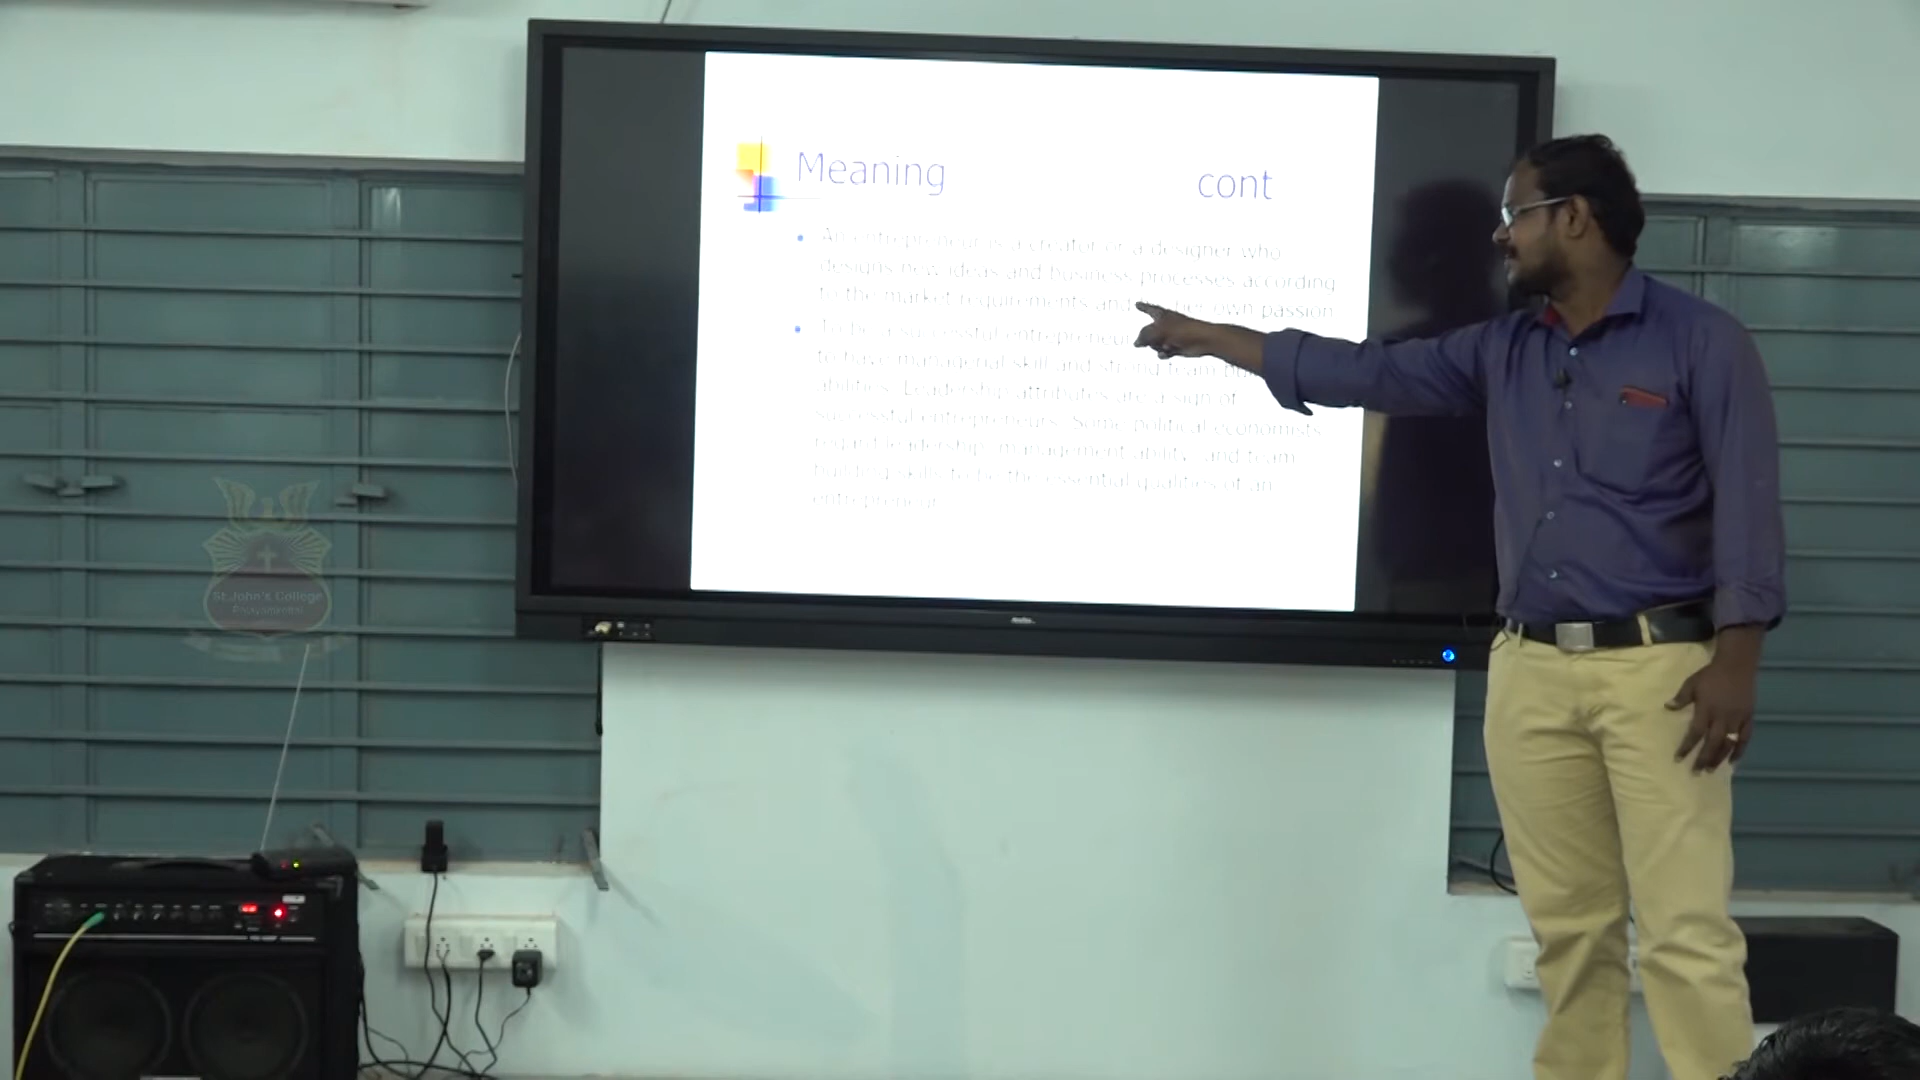 Meaning cont
• An entrepreneur is a creator or a designer who
designs new ideas and business processes according
to the market requirements and her own passion
• To be a successful entrepreneur
to have managerial skill and strong team
abilities. Leadership attributes are a sign of
successful entrepreneurs. Some political economists
regard leadership, management ability, and team
building skills to be the essential qualities of an
entrepreneur
St.John's College